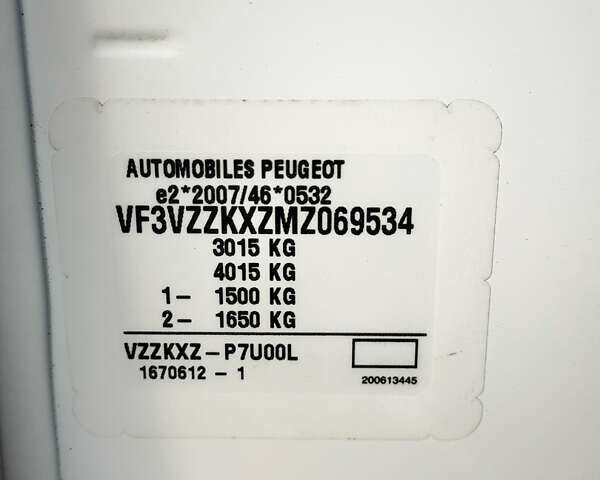 AUTOMOBILES PEUGEOT
e2*2007/46*0532
VF3VZZKXZMZ069534
3015 KG
4015 KG
1- 1500 KG
2- 1650 KG
VZZKXZ-P7U00L
1670612 - 1
200613445